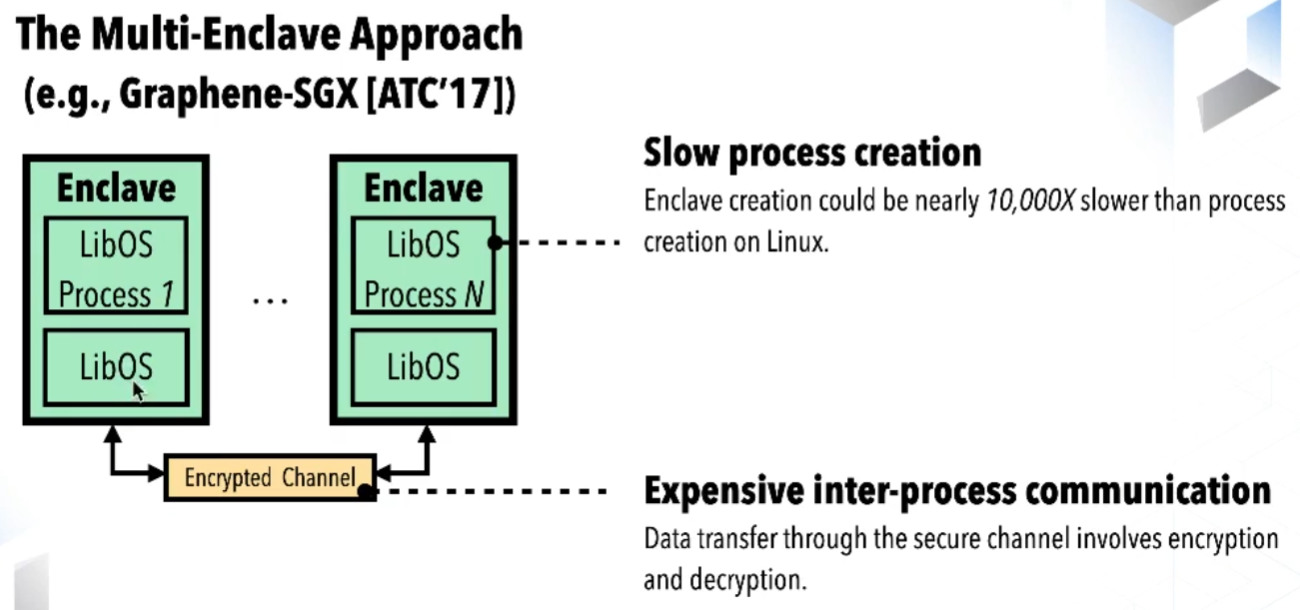 The Multi-Enclave Approach
(e.g., Graphene-SGX [ATC'17])
Enclave
LibOS
Process 1
LibOS
...
Enclave
LibOS
Process N
LibOS
Encrypted Channel
Slow process creation
Enclave creation could be nearly 10,000X slower than process
creation on Linux.
Expensive inter-process communication
Data transfer through the secure channel involves encryption
and decryption.